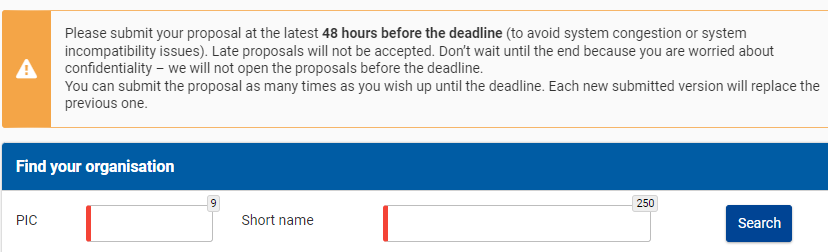 Please submit your proposal at the latest 48 hours before the deadline (to avoid system congestion or system
incompatibility issues). Late proposals will not be accepted. Don't wait until the end because you are worried about
confidentiality – we will not open the proposals before the deadline.
You can submit the proposal as many times as you wish up until the deadline. Each new submitted version will replace the
previous one.
Find your organisation
PIC
9
Short name
250
Search